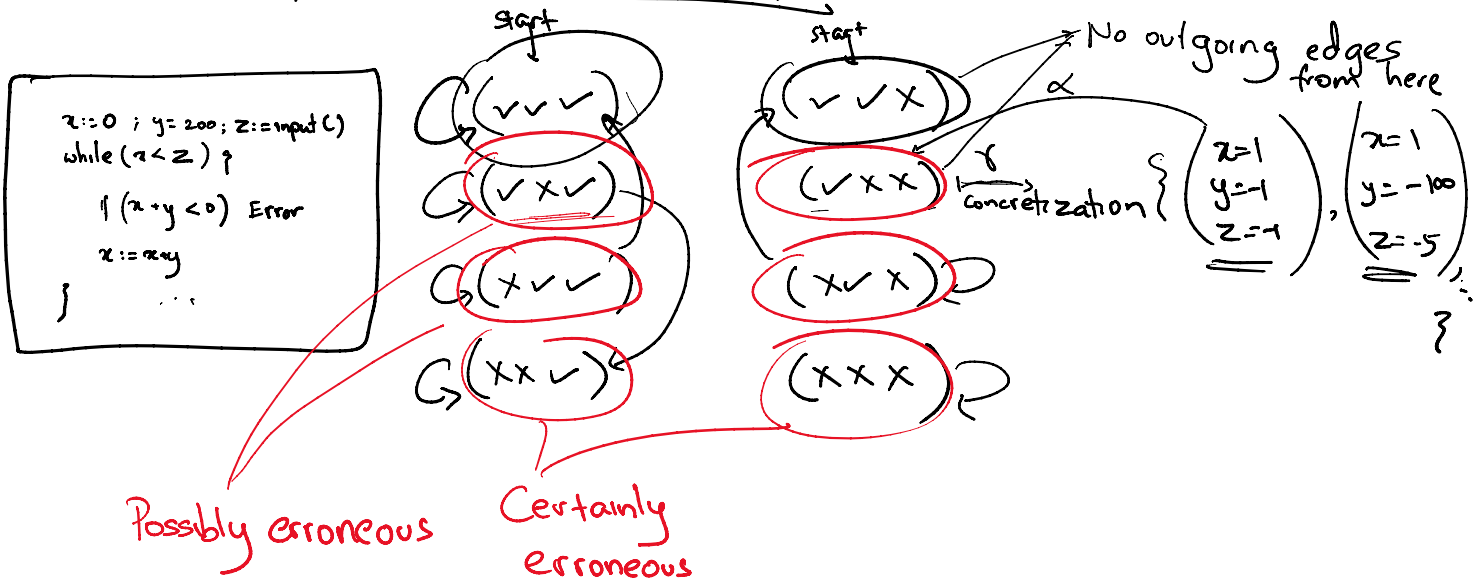 start
start
No outgoing edges
from here
x:=0 ; y=200; z:=input()
while (x<z) {
if (x+y<0) Error
x:=x+y
}
...
(✓✓✓)
(✓✓×)
α
(✓×✓)
(✓××)
γ
concretization
{ (x=1
y=-1
z=-1) , (x=1
y=-100
z=-5) , ...
}
(×✓✓)
(×✓×)
(××✓)
(×××)
Possibly erroneous
Certainly
erroneous